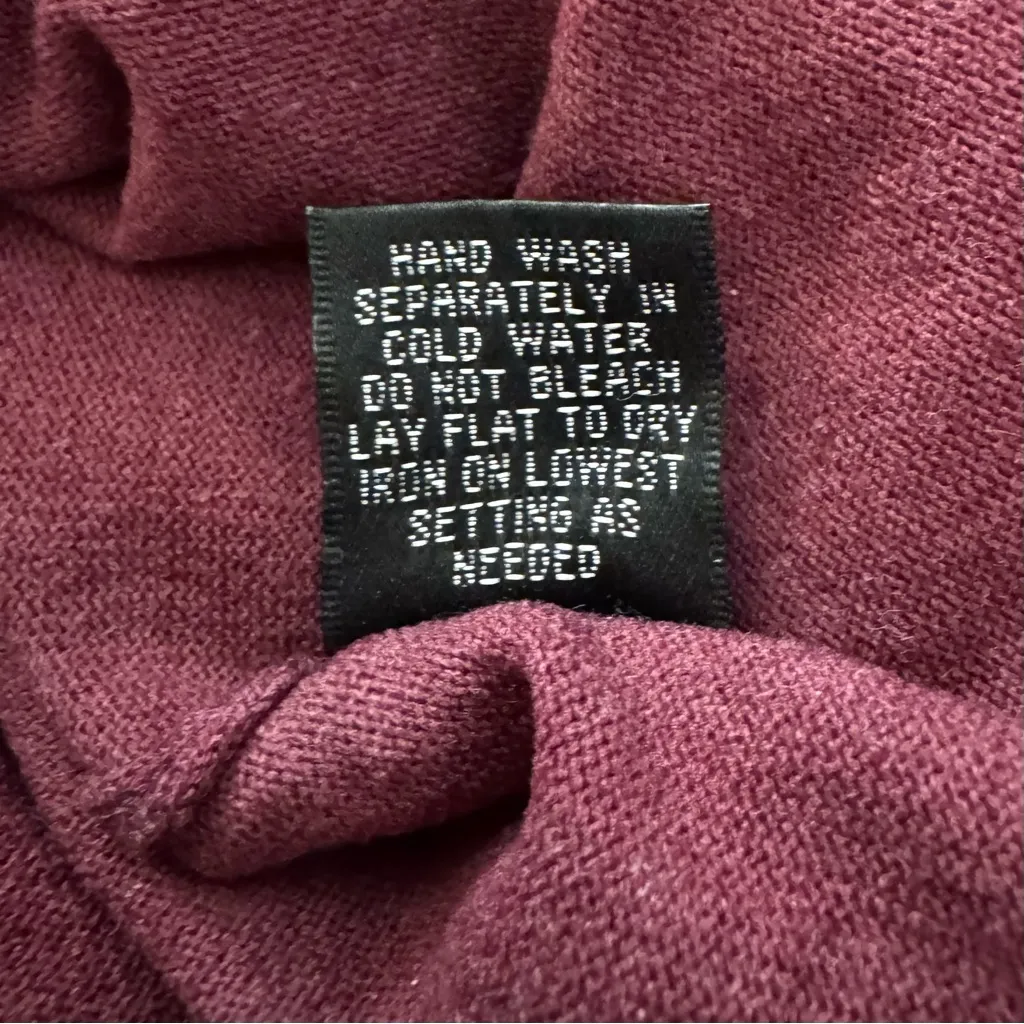 HAND WASH
SEPARATELY IN
COLD WATER
DO NOT BLEACH
LAY FLAT TO DRY
IRON ON LOWEST
SETTING AS
NEEDED